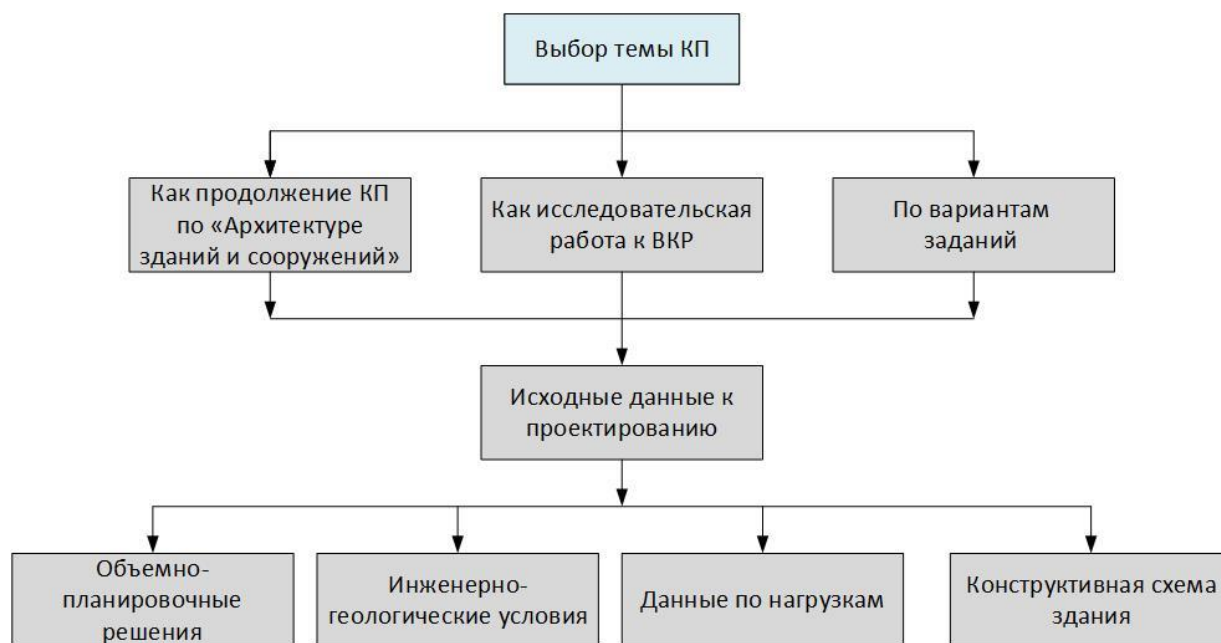 Выбор темы КП
Как продолжение КП
по «Архитектуре
зданий и сооружений»
Как исследовательская
работа к ВКР
По вариантам
заданий
Исходные данные к
проектированию
Объемно-
планировочные
решения
Инженерно-
геологические условия
Данные по нагрузкам
Конструктивная схема
здания